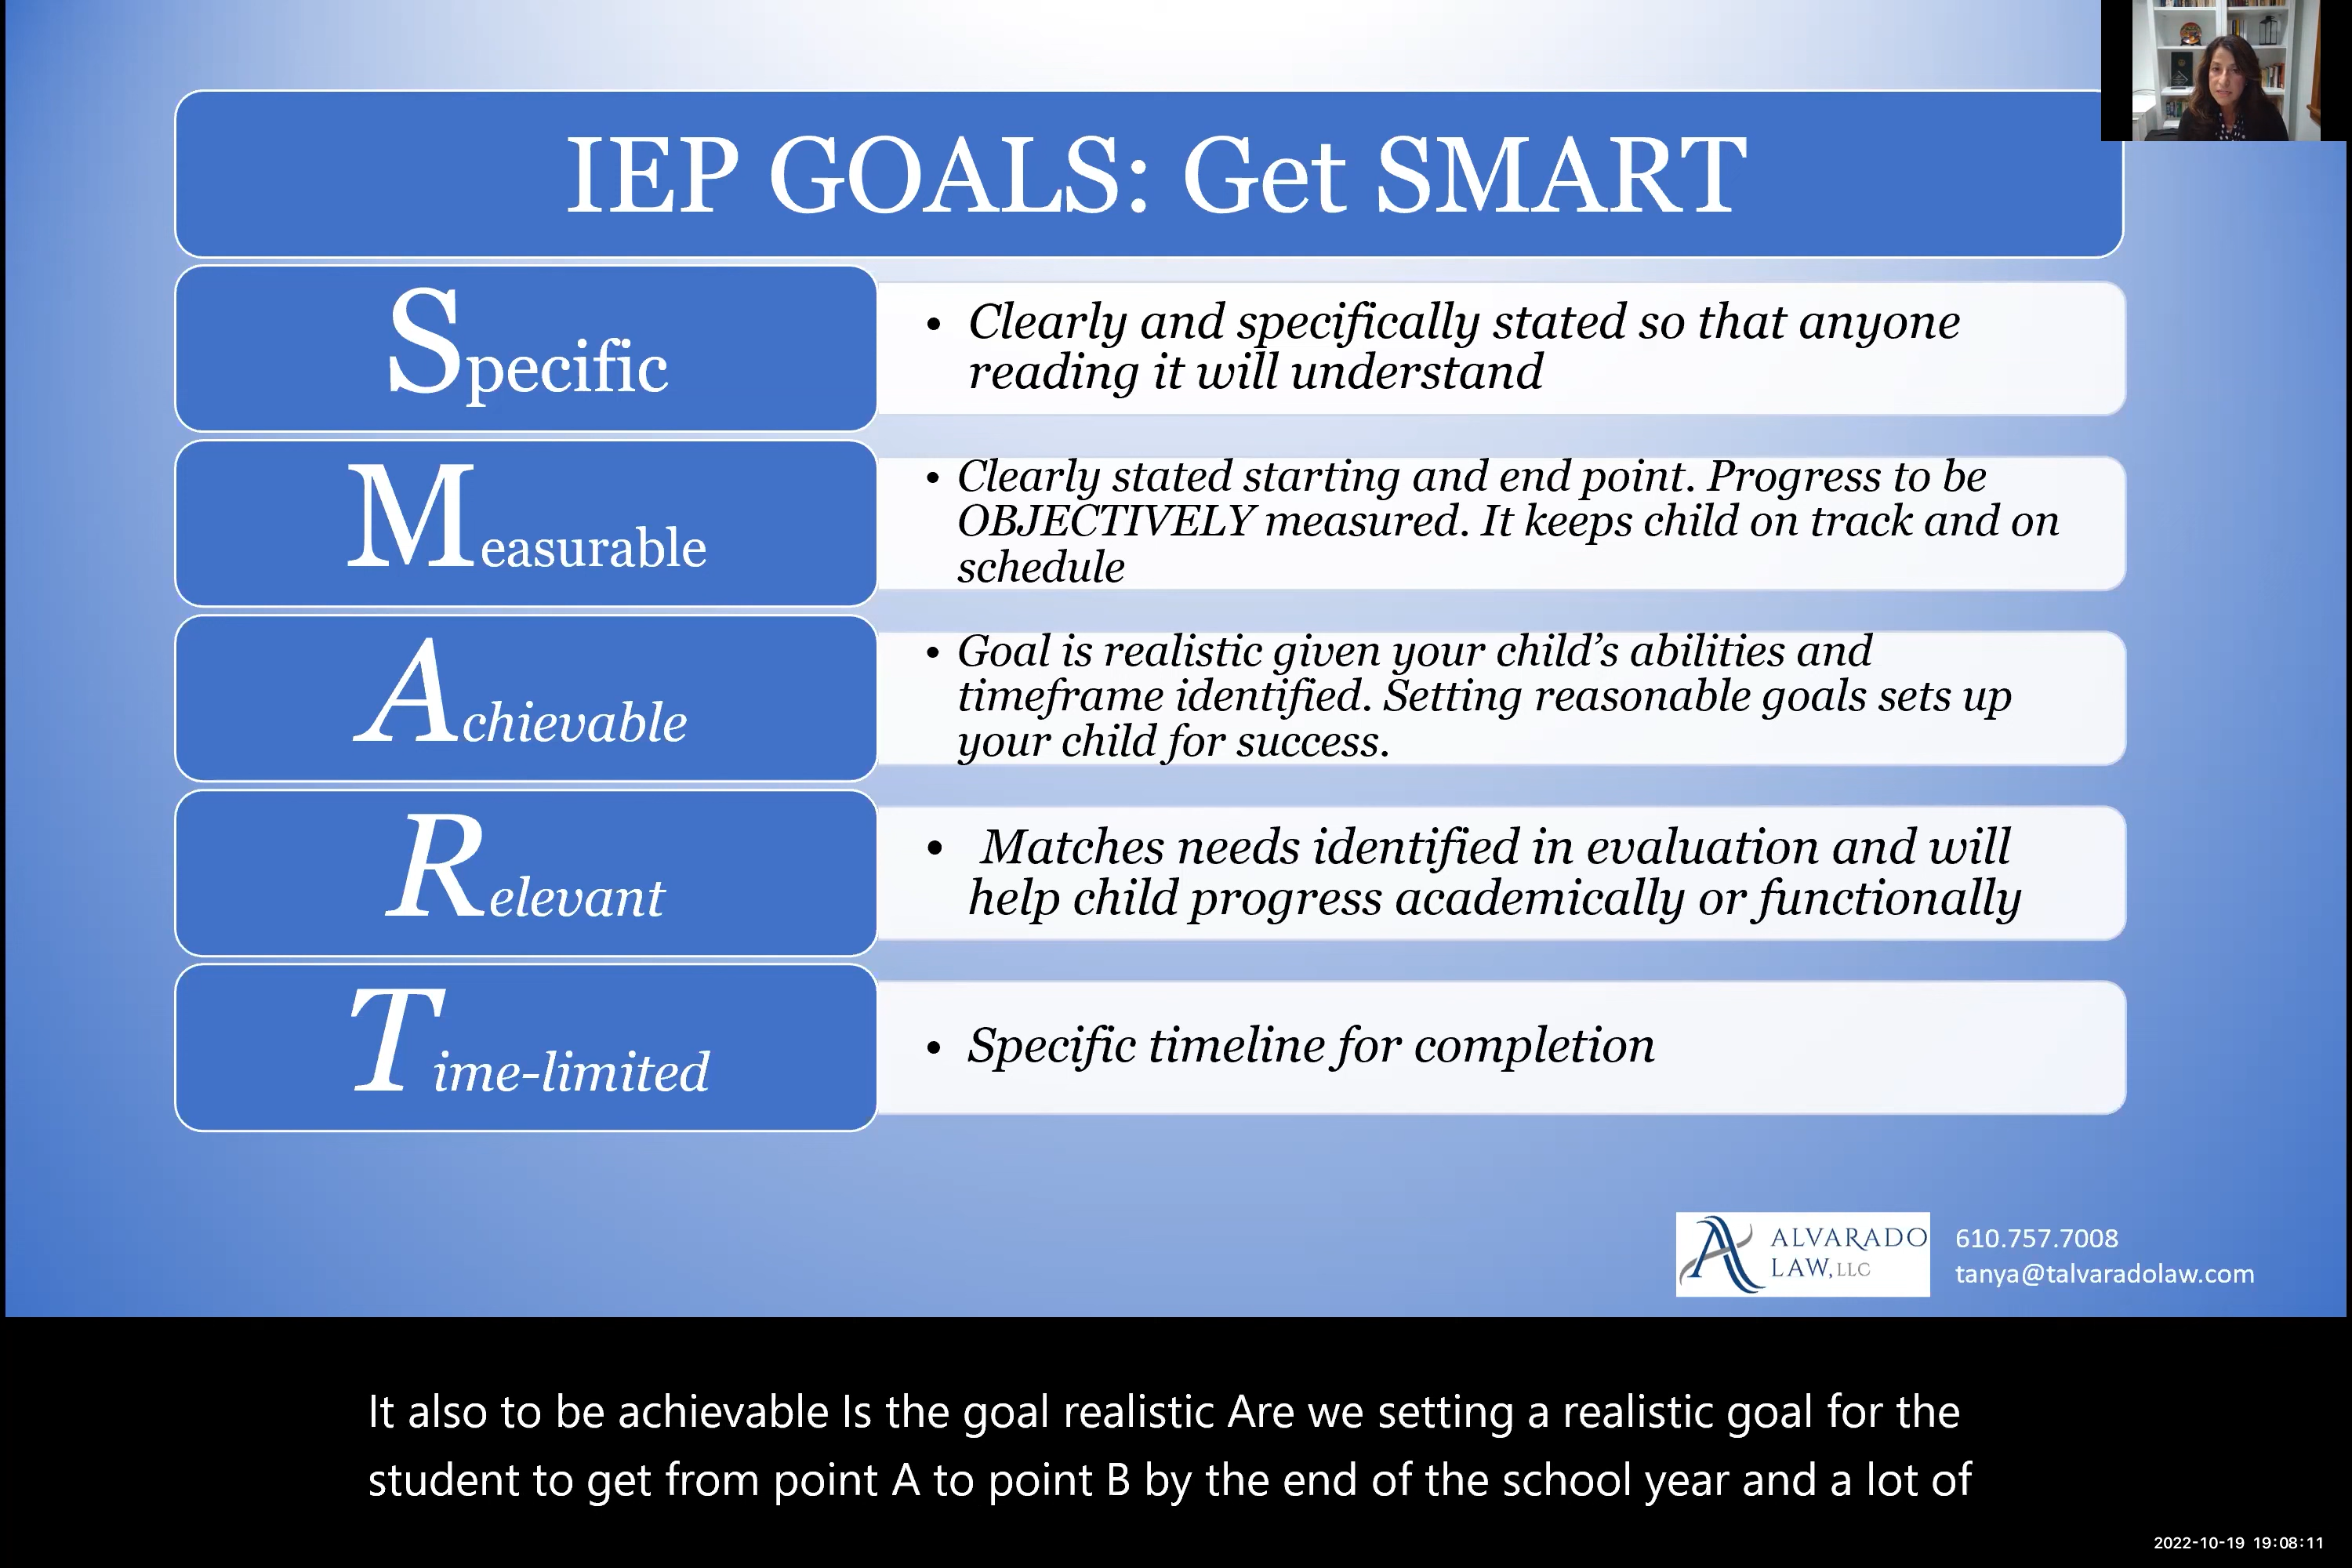 IEP GOALS: Get SMART
Specific
• Clearly and specifically stated so that anyone
reading it will understand
Measurable
• Clearly stated starting and end point. Progress to be
OBJECTIVELY measured. It keeps child on track and on
schedule
Achievable
• Goal is realistic given your child’s abilities and
timeframe identified. Setting reasonable goals sets up
your child for success.
Relevant
• Matches needs identified in evaluation and will
help child progress academically or functionally
Time-limited
• Specific timeline for completion
ALVARADO
LAW, LLC
610.757.7008
tanya@talvaradolaw.com
It also to be achievable Is the goal realistic Are we setting a realistic goal for the
student to get from point A to point B by the end of the school year and a lot of
2022-10-19 19:08:11